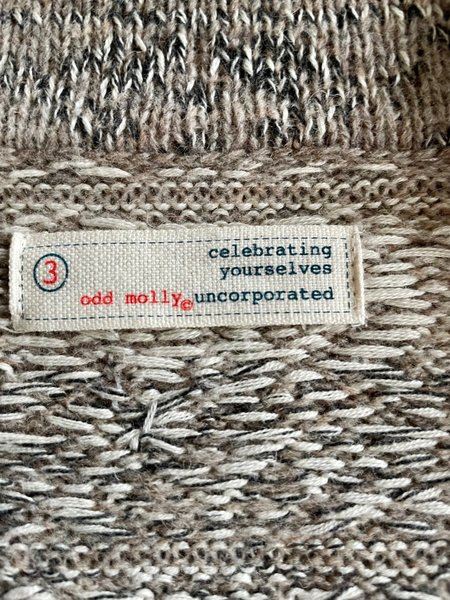 3
celebrating
yourselves
odd molly© uncorporated